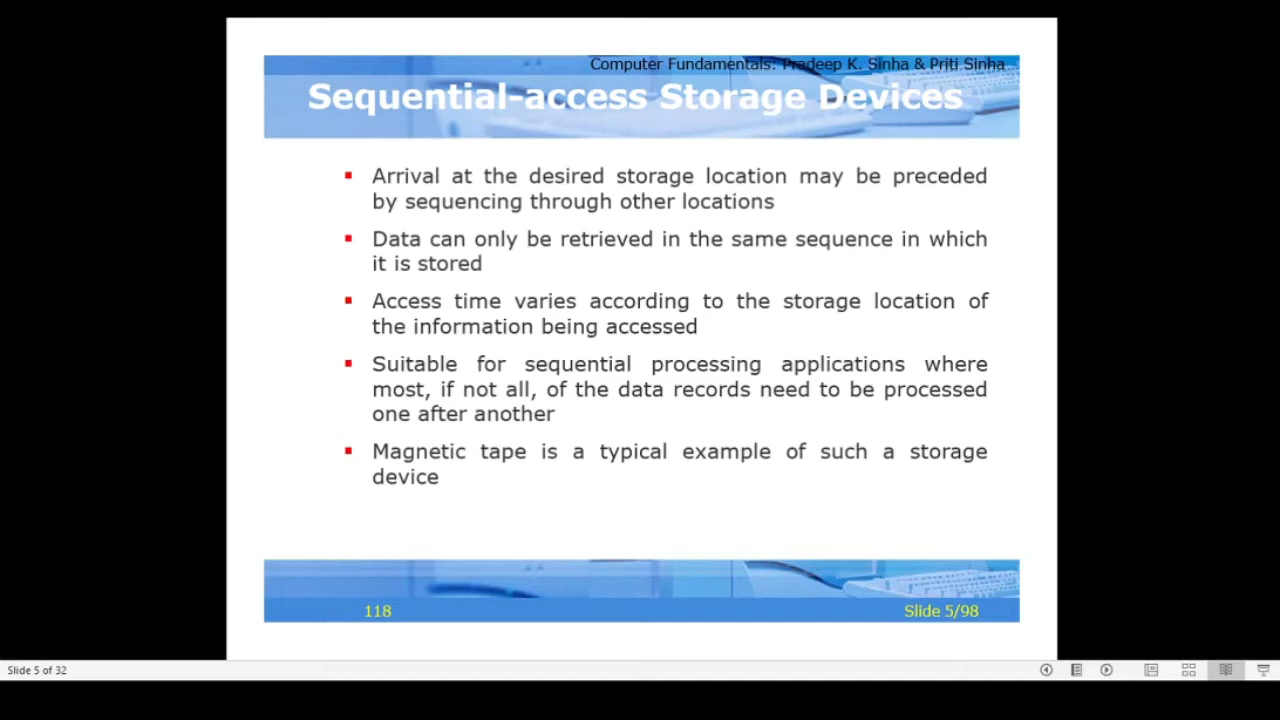 Computer Fundamentals: Pradeep K. Sinha & Priti Sinha
Sequential-access Storage Devices
Arrival at the desired storage location may be preceded
by sequencing through other locations
Data can only be retrieved in the same sequence in which
it is stored
Access time varies according to the storage location of
the information being accessed
Suitable for sequential processing applications where
most, if not all, of the data records need to be processed
one after another
Magnetic tape is a typical example of such a storage
device
118 Slide 5/98
Slide 5 of 32